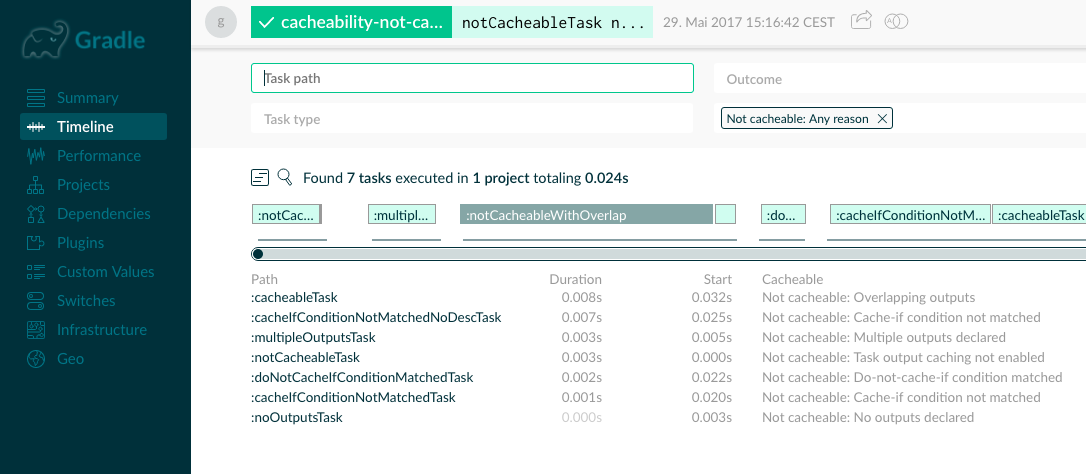 g cacheability-not-ca... notCacheableTask n... 29. Mai 2017 15:16:42 CEST
Gradle
Summary
Timeline
Performance
Projects
Dependencies
Plugins
Custom Values
Switches
Infrastructure
Geo
Task path
Outcome
Task type
Not cacheable: Any reason
Found 7 tasks executed in 1 project totaling 0.024s
:notCac... :multipl... :notCacheableWithOverlap :do... :cacheIfConditionNotM... :cacheableTask
Path Duration Start Cacheable
:cacheableTask 0.008s 0.032s Not cacheable: Overlapping outputs
:cacheIfConditionNotMatchedNoDescTask 0.007s 0.025s Not cacheable: Cache-if condition not matched
:multipleOutputsTask 0.003s 0.005s Not cacheable: Multiple outputs declared
:notCacheableTask 0.003s 0.000s Not cacheable: Task output caching not enabled
:doNotCacheIfConditionMatchedTask 0.002s 0.022s Not cacheable: Do-not-cache-if condition matched
:cacheIfConditionNotMatchedTask 0.001s 0.020s Not cacheable: Cache-if condition not matched
:noOutputsTask 0.000s 0.003s Not cacheable: No outputs declared